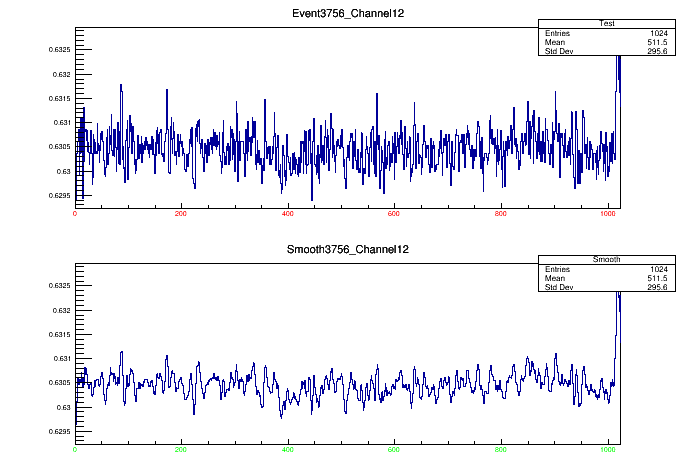 Event3756_Channel12
Test
Entries 1024
Mean 511.5
Std Dev 295.6
0.6325
0.632
0.6315
0.631
0.6305
0.63
0.6295
0 200 400 600 800 1000
Smooth3756_Channel12
Smooth
Entries 1024
Mean 511.5
Std Dev 295.6
0.6325
0.632
0.6315
0.631
0.6305
0.63
0.6295
0 200 400 600 800 1000